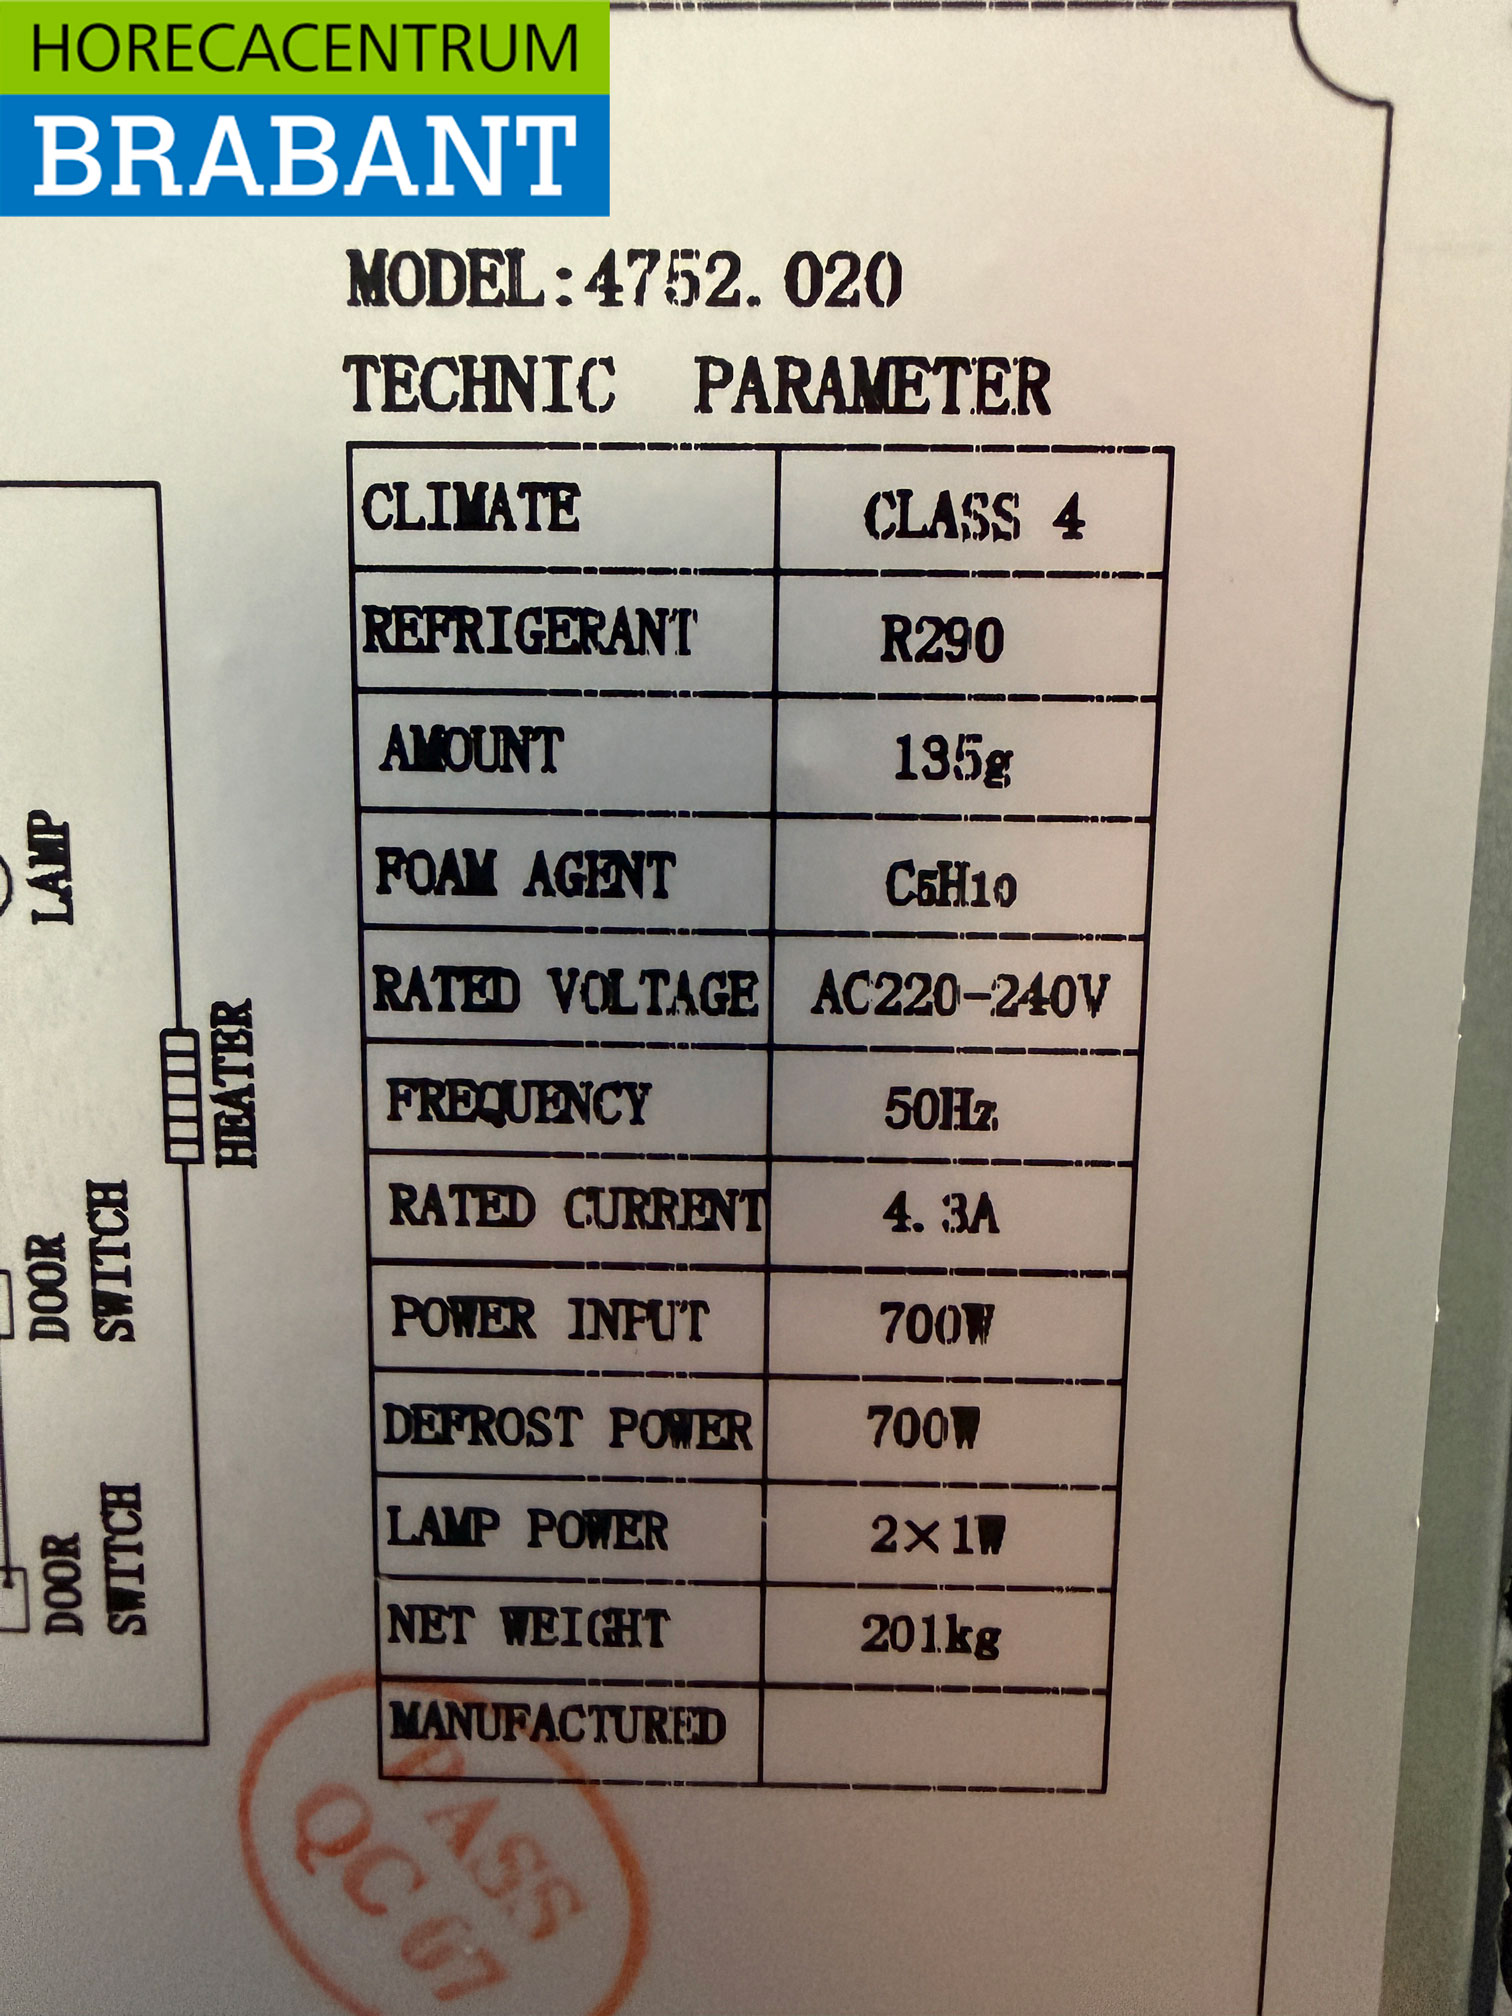 HORECACENTRUM
BRABANT
MODEL:4752.020
TECHNIC PARAMETER
CLIMATE CLASS 4
REFRIGERANT R290
AMOUNT 135g
FOAM AGENT C5H10
RATED VOLTAGE AC220-240V
FREQUENCY 50Hz
RATED CURRENT 4.3A
POWER INPUT 700W
DEFROST POWER 700W
LAMP POWER 2×1W
NET WEIGHT 201kg
MANUFACTURED
LAMP
HEATER
DOOR
SWITCH
DOOR
SWITCH
PASS
QC 67